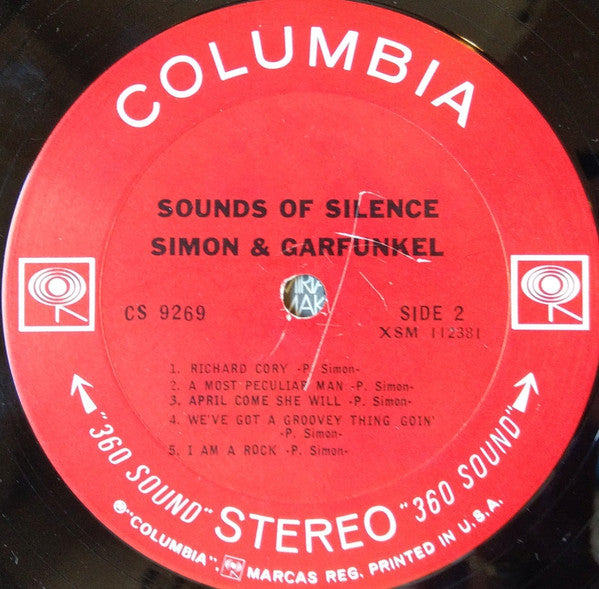 COLUMBIA
SOUNDS OF SILENCE
SIMON & GARFUNKEL
CS 9269
SIDE 2
XSM 112381
1. RICHARD CORY -P. Simon-
2. A MOST PECULIAR MAN -P. Simon-
3. APRIL COME SHE WILL -P. Simon-
4. WE'VE GOT A GROOVEY THING GOIN'
-P. Simon-
5. I AM A ROCK -P. Simon-
"360 SOUND" STEREO "360 SOUND"
℗"COLUMBIA", MARCAS REG. PRINTED IN U.S.A.